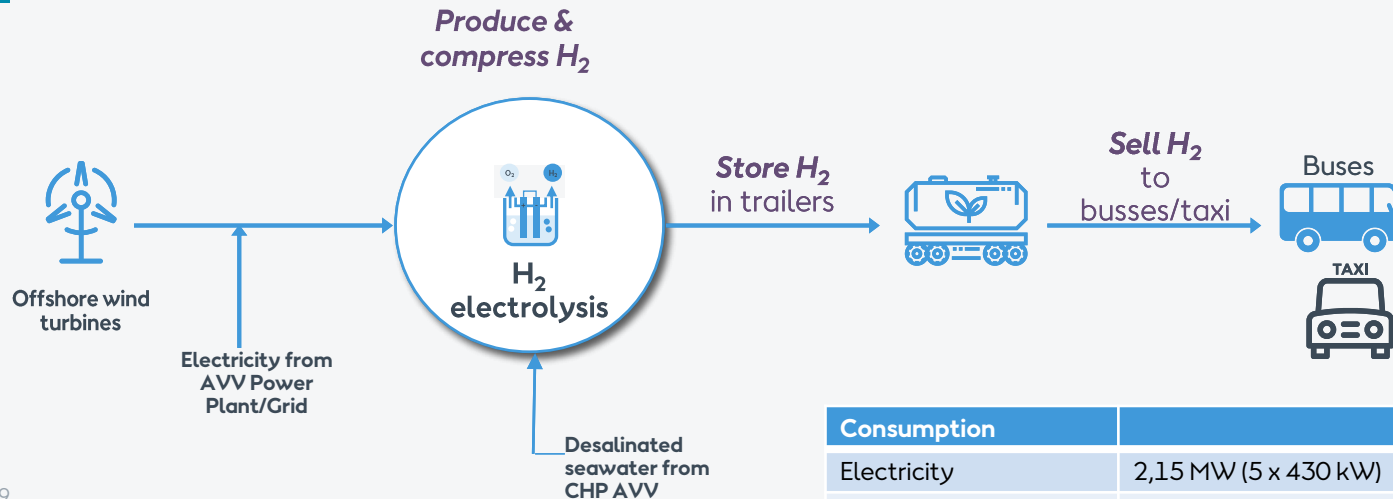 Produce &
compress H₂
O₂
H₂
H₂
electrolysis
Offshore wind
turbines
Electricity from
AVV Power
Plant/Grid
Desalinated
seawater from
CHP AVV
Store H₂
in trailers
Sell H₂
to
busses/taxi
Buses
TAXI
Consumption
Electricity
2,15 MW (5 x 430 kW)